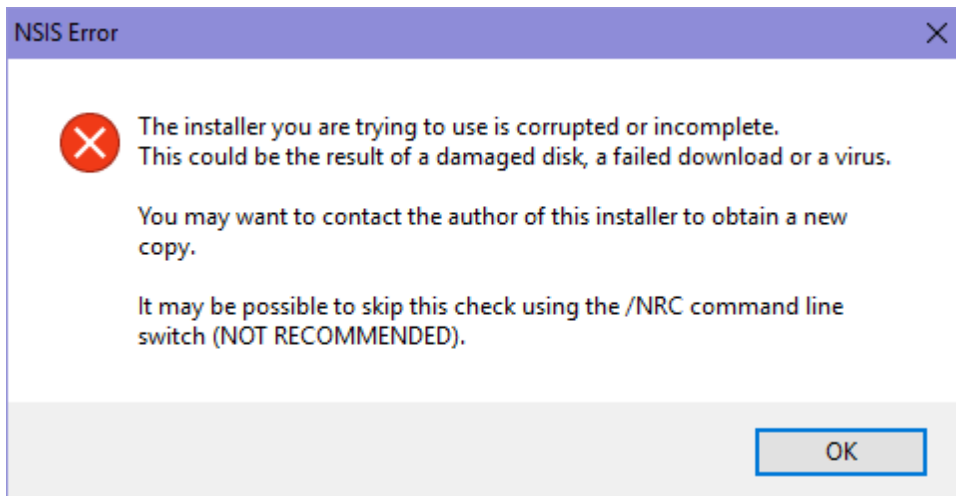 NSIS Error
The installer you are trying to use is corrupted or incomplete.
This could be the result of a damaged disk, a failed download or a virus.
You may want to contact the author of this installer to obtain a new
copy.
It may be possible to skip this check using the /NRC command line
switch (NOT RECOMMENDED).
OK